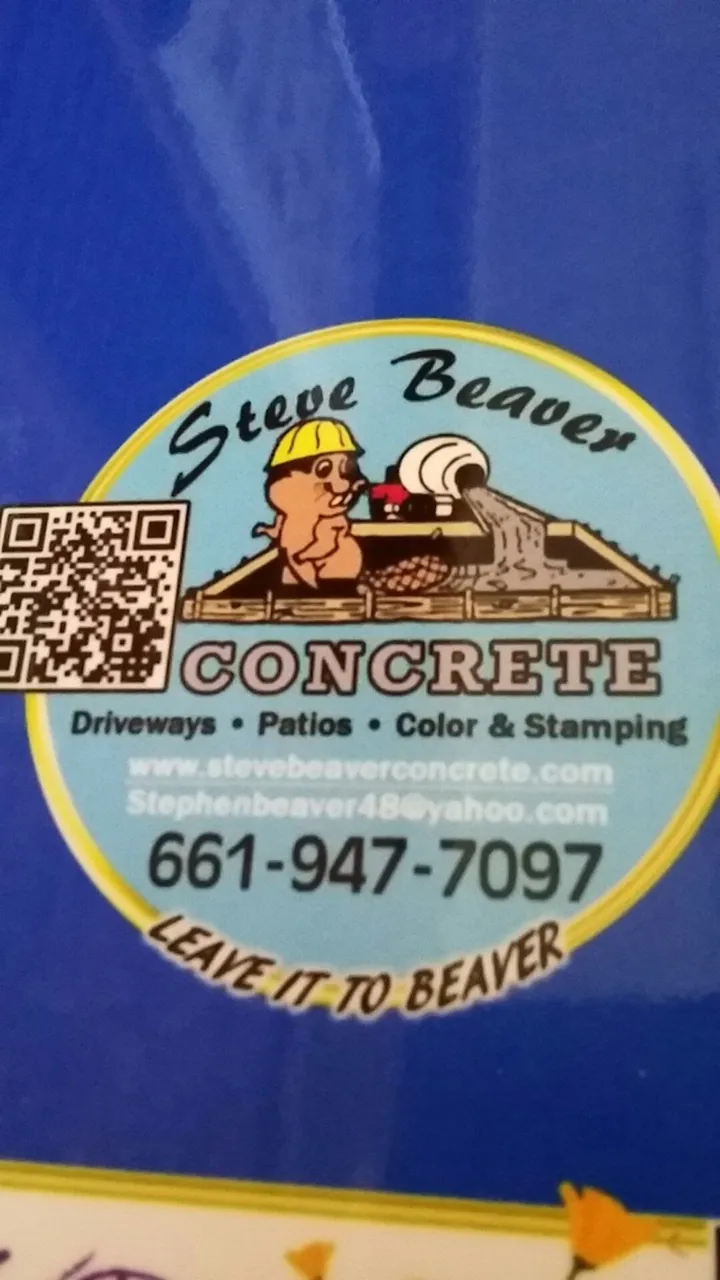 Steve Beaver
CONCRETE
Driveways • Patios • Color & Stamping
www.stevebeaverconcrete.com
Stephenbeaver48@yahoo.com
661-947-7097
LEAVE IT TO BEAVER